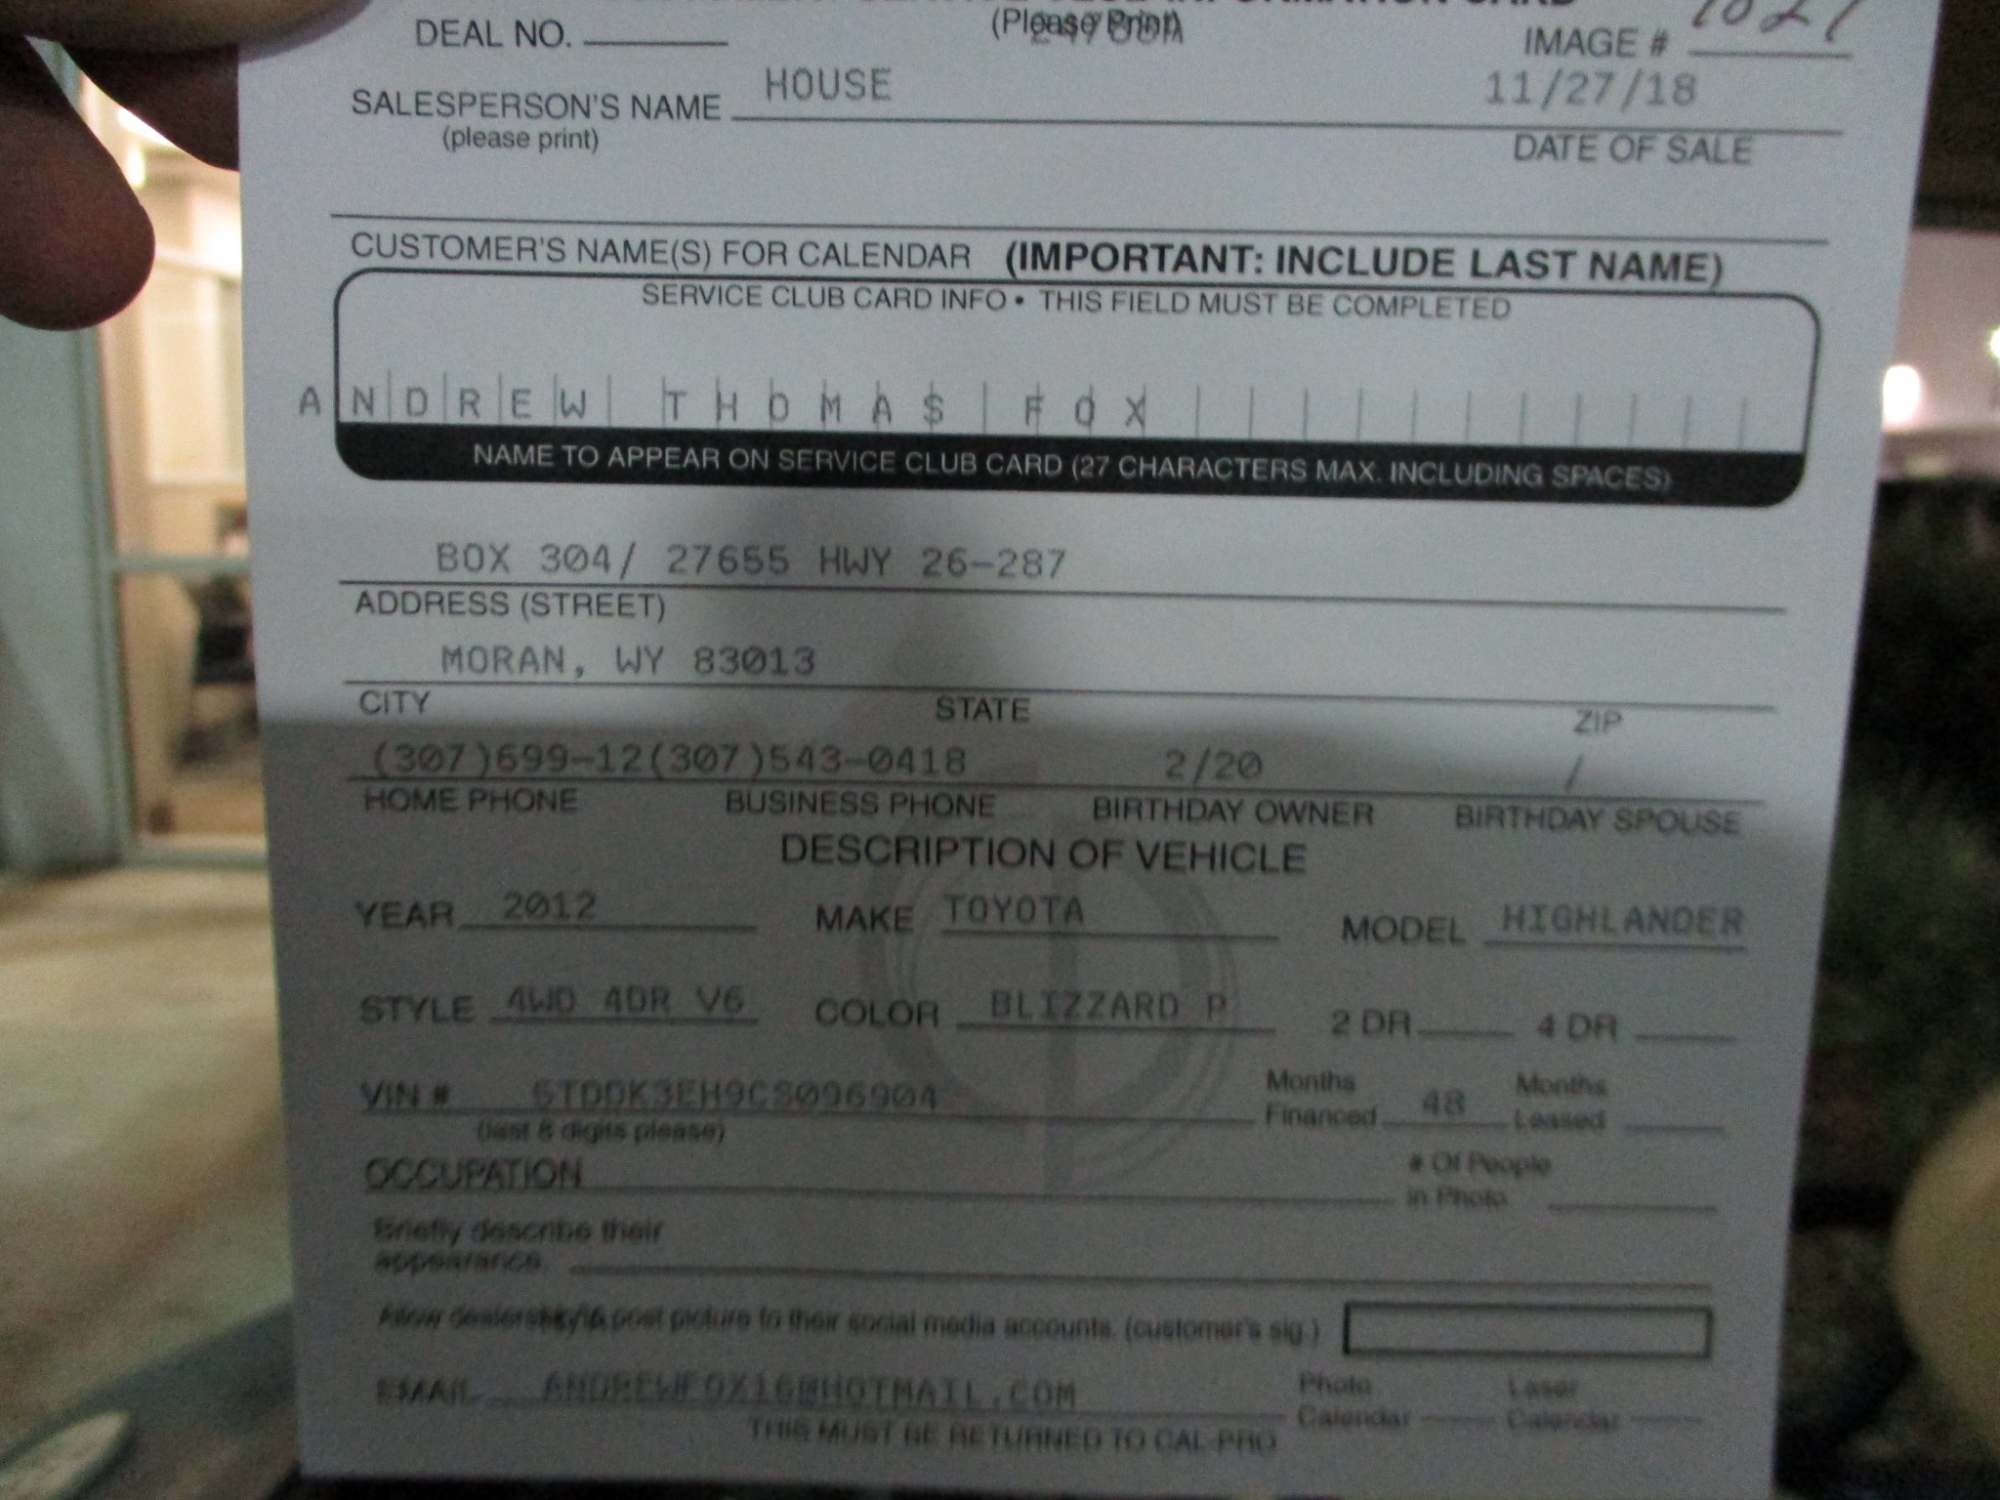 (Please Print)
DEAL NO.
IMAGE #
SALESPERSON'S NAME HOUSE 11/27/18
(please print) DATE OF SALE
CUSTOMER'S NAME(S) FOR CALENDAR (IMPORTANT: INCLUDE LAST NAME)
SERVICE CLUB CARD INFO • THIS FIELD MUST BE COMPLETED
ANDREW THOMAS FOX
NAME TO APPEAR ON SERVICE CLUB CARD (27 CHARACTERS MAX. INCLUDING SPACES)
BOX 304/ 27655 HWY 26-287
ADDRESS (STREET)
MORAN, WY 83013
CITY STATE ZIP
(307)699-12(307)543-0418 2/20 /
HOME PHONE BUSINESS PHONE BIRTHDAY OWNER BIRTHDAY SPOUSE
DESCRIPTION OF VEHICLE
YEAR 2012 MAKE TOYOTA MODEL HIGHLANDER
STYLE 4WD 4DR V6 COLOR BLIZZARD P 2 DR 4 DR
VIN # 5TDDK3EH9CS096904 Months Financed 48 Months Leased
(last 8 digits please)
OCCUPATION # Of People in Photo
Briefly describe their
appearance.
Allow dealership to post picture to their social media accounts. (customer's sig.)
EMAIL ANDREWFOX16@HOTMAIL.COM Photo Calendar Laser Calendar
THIS MUST BE RETURNED TO CAL-PRO